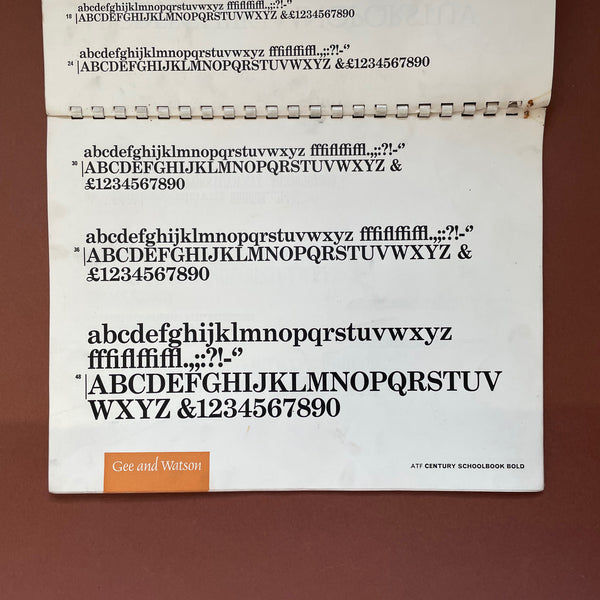 abcdefghijklmnopqrstuvwxyz fffiflffiffl.,;:?!-‘’
18 ABCDEFGHIJKLMNOPQRSTUVWXYZ &£1234567890
abcdefghijklmnopqrstuvwxyz fffiflffiffl.,;:?!-‘’
24 ABCDEFGHIJKLMNOPQRSTUVWXYZ &£1234567890
abcdefghijklmnopqrstuvwxyz fffiflffiffl.,;:?!-‘’
30 ABCDEFGHIJKLMNOPQRSTUVWXYZ &
£1234567890
abcdefghijklmnopqrstuvwxyz fffiflffiffl.,;:?!-‘’
36 ABCDEFGHIJKLMNOPQRSTUVWXYZ &
£1234567890
abcdefghijklmnopqrstuvwxyz
fffiflffiffl.,;:?!-‘’
48 ABCDEFGHIJKLMNOPQRSTUV
WXYZ &1234567890
Gee and Watson
ATF CENTURY SCHOOLBOOK BOLD